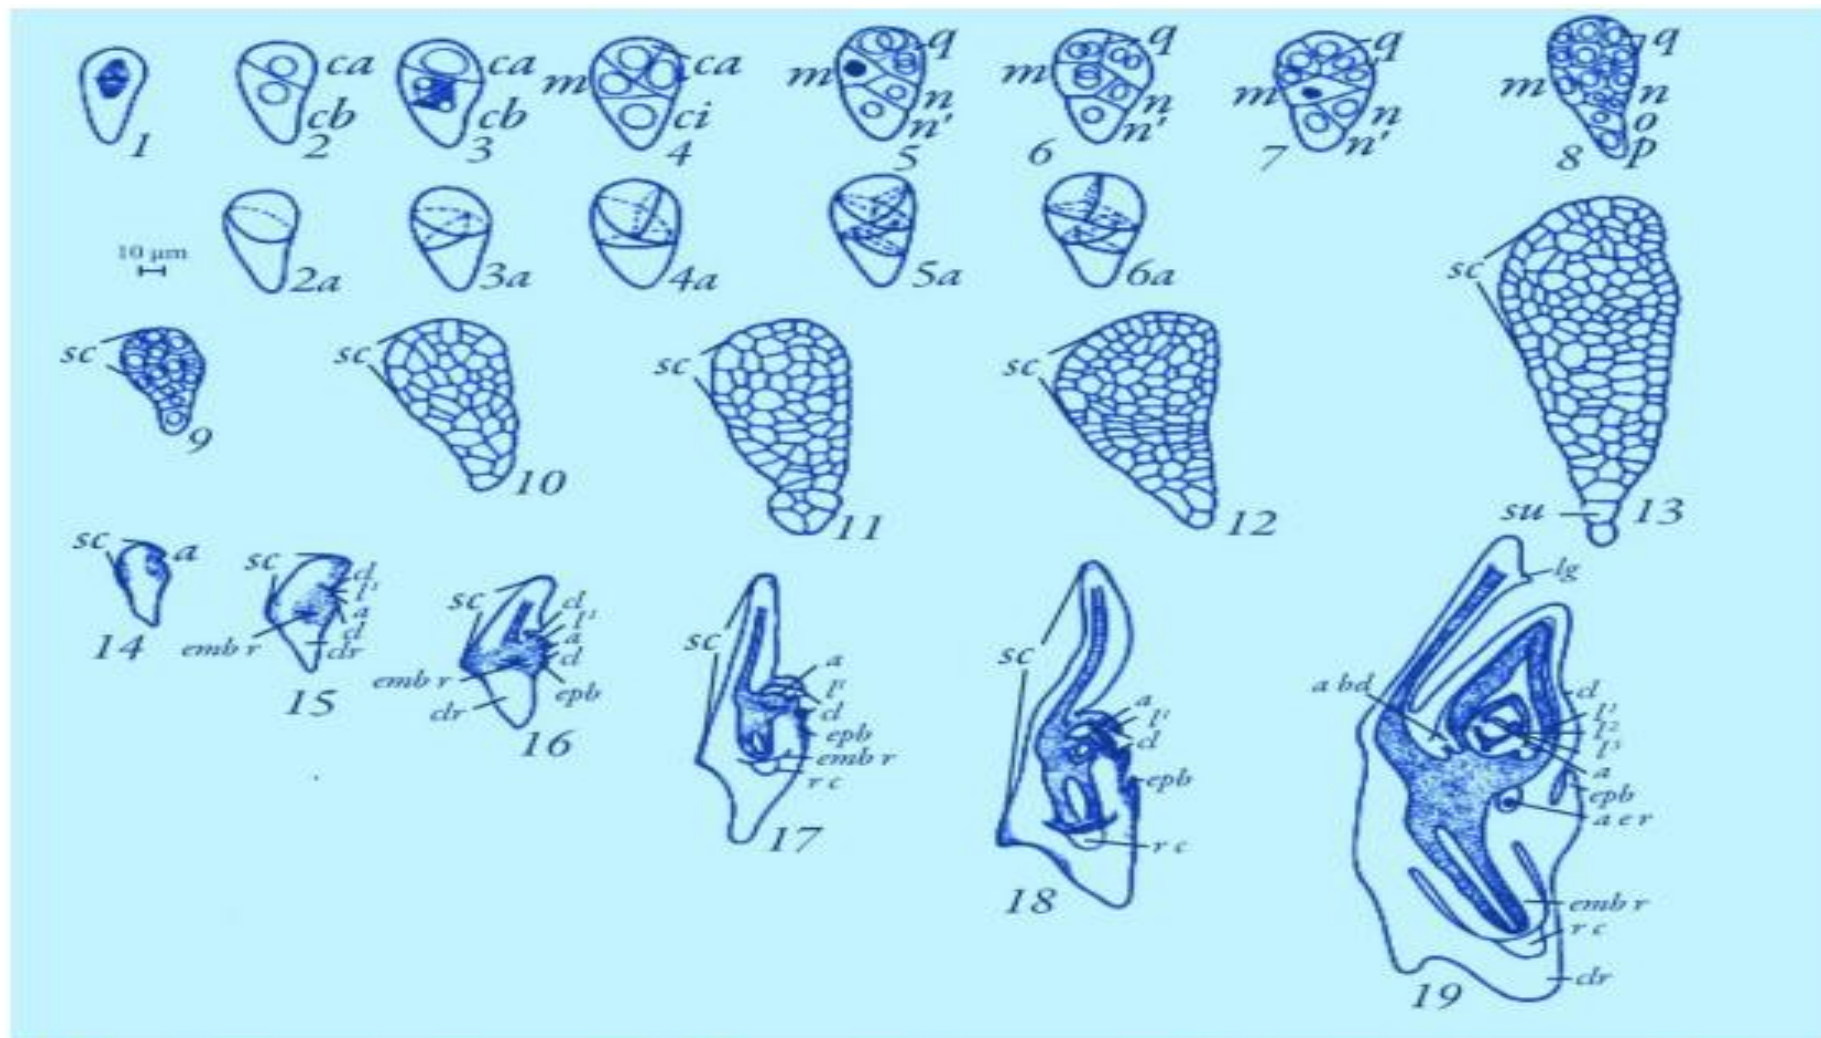 ca
cb
ca
cb
m
ca
ci
m
q
n
n'
m
q
n
n'
m
q
n
n'
m
q
n
o
p
1
2
3
4
5
6
7
8
10 μm
2a
3a
4a
5a
6a
sc
sc
sc
sc
sc
su
9
10
11
12
13
sc
a
14
sc
cl
l¹
a
cl
emb r
clr
15
sc
cl
l¹
a
cl
emb r
epb
clr
16
sc
a
l¹
cl
epb
emb r
r c
17
sc
a
l¹
cl
epb
r c
18
lg
a bd
cl
l¹
l²
l³
a
epb
a e r
emb r
r c
clr
19